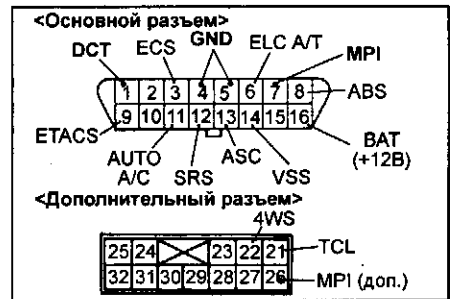 <Основной разъем>
DCT ECS GND ELC A/T MPI
1 2 3 4 5 6 7 8 ABS
9 10 11 12 13 14 15 16
ETACS AUTO A/C SRS ASC VSS BAT (+12В)
<Дополнительный разъем>
4WS
25 24 23 22 21 TCL
32 31 30 29 28 27 26 MPI (доп.)